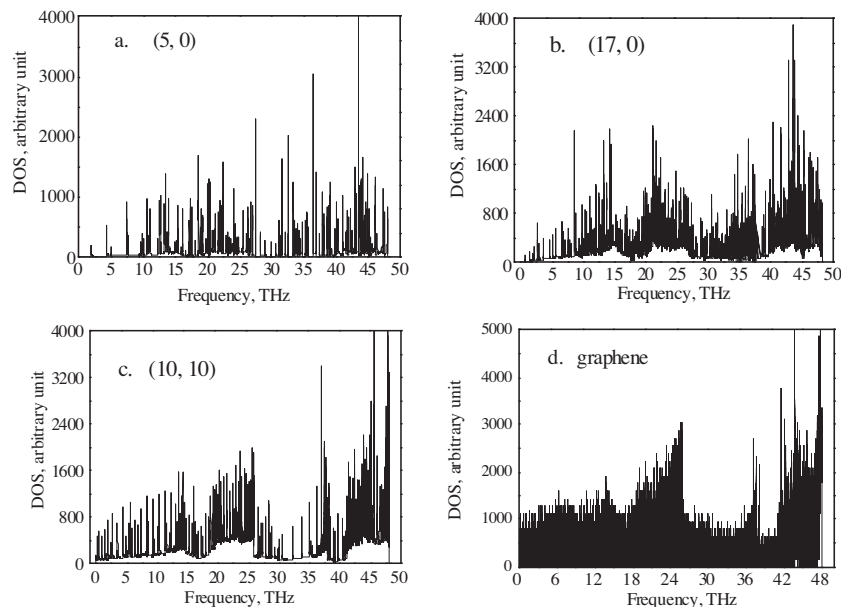 4000
a. (5, 0)
3000
2000
1000
0
DOS, arbitrary unit
0 5 10 15 20 25 30 35 40 45 50
Frequency, THz
4000
b. (17, 0)
3200
2400
1600
800
0
DOS, arbitrary unit
0 5 10 15 20 25 30 35 40 45 50
Frequency, THz
4000
c. (10, 10)
3200
2400
1600
800
0
DOS, arbitrary unit
0 5 10 15 20 25 30 35 40 45 50
Frequency, THz
5000
d. graphene
4000
3000
2000
1000
0
DOS, arbitrary unit
0 6 12 18 24 30 36 42 48
Frequency, THz